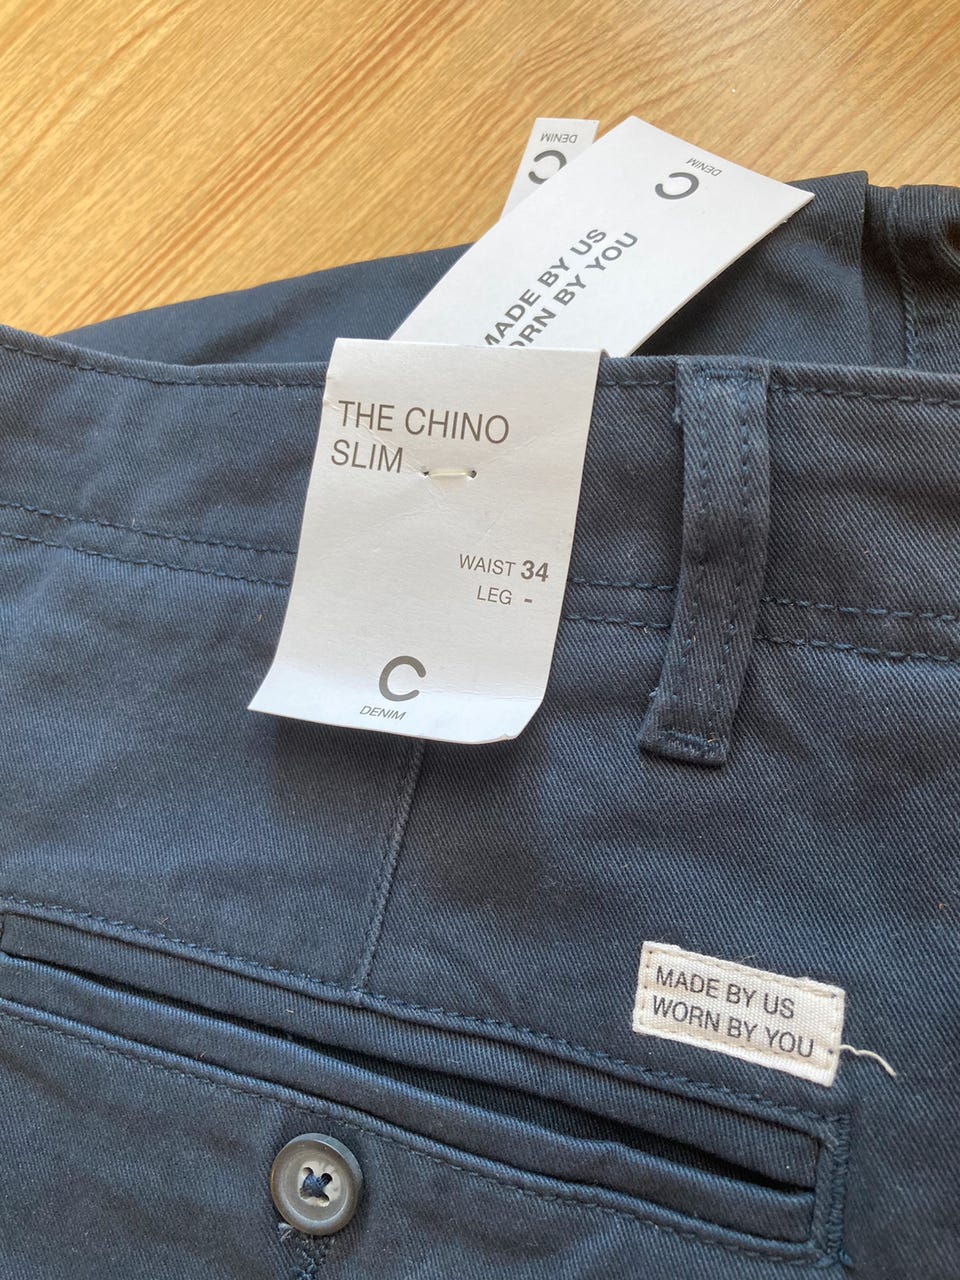 DENIM
C
DENIM
C
MADE BY US
WORN BY YOU
THE CHINO
SLIM
WAIST 34
LEG -
C
DENIM
MADE BY US
WORN BY YOU